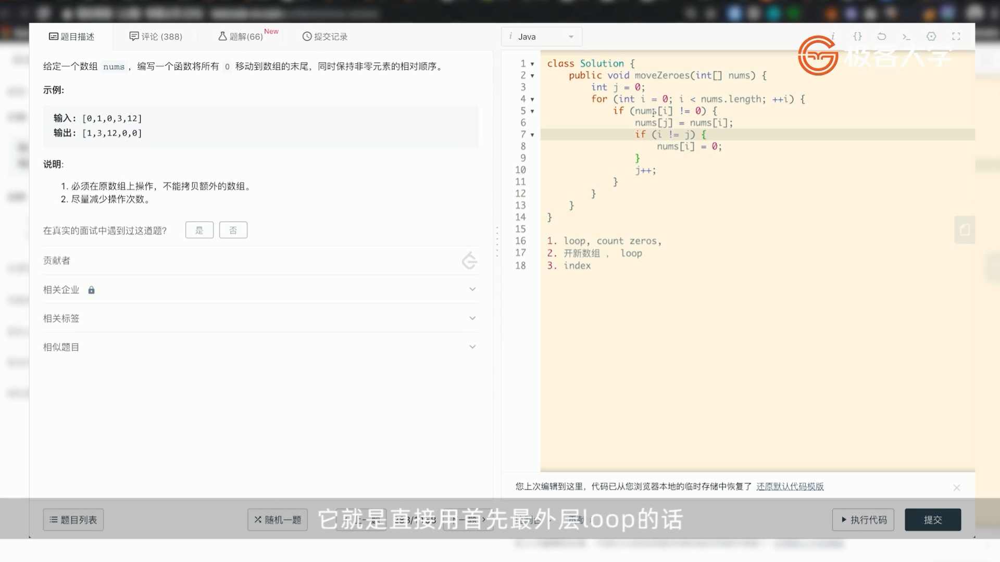 题目描述
评论 (388)
题解(66)
New
提交记录
给定一个数组 nums ，编写一个函数将所有 0 移动到数组的末尾，同时保持非零元素的相对顺序。
示例:
输入: [0,1,0,3,12]
输出: [1,3,12,0,0]
说明:
1. 必须在原数组上操作，不能拷贝额外的数组。
2. 尽量减少操作次数。
在真实的面试中遇到过这道题?
是
否
贡献者
相关企业
相关标签
相似题目
i Java
极客大学
1 class Solution {
2 public void moveZeroes(int[] nums) {
3 int j = 0;
4 for (int i = 0; i < nums.length; ++i) {
5 if (nums[i] != 0) {
6 nums[j] = nums[i];
7 if (i != j) {
8 nums[i] = 0;
9 }
10 j++;
11 }
12 }
13 }
14 }
15
16 1. loop, count zeros,
17 2. 开新数组 ， loop
18 3. index
您上次编辑到这里，代码已从您浏览器本地的临时存储中恢复了 还原默认代码模版
题目列表
随机一题
它就是直接用首先最外层loop的话
执行代码
提交